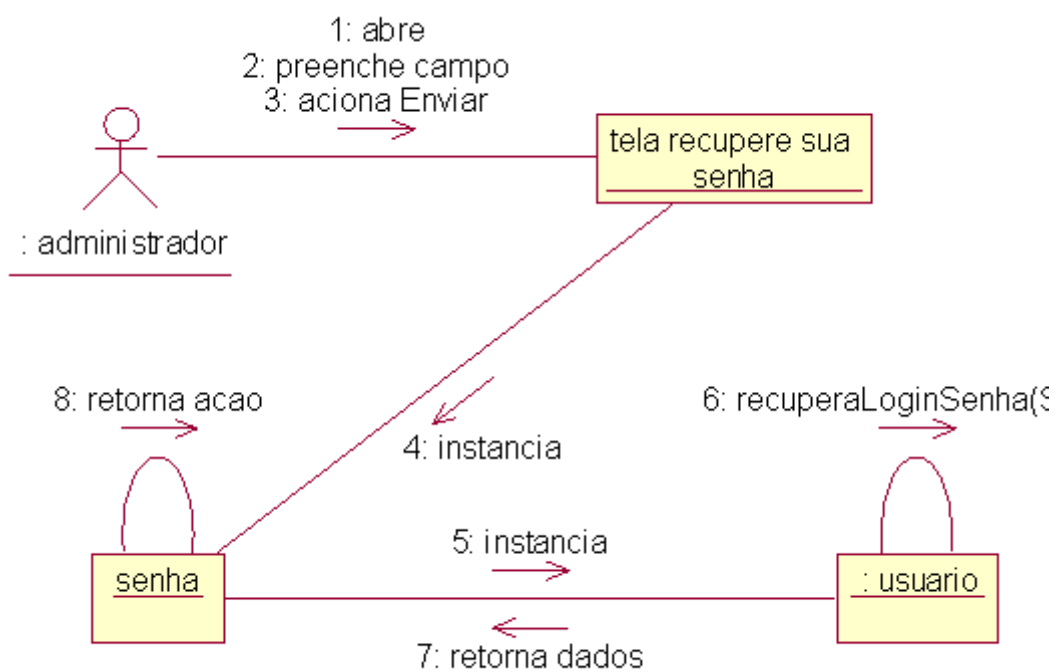 1: abre
2: preenche campo
3: aciona Enviar
tela recupere sua
senha
: administrador
8: retorna acao
6: recuperaLoginSenha(S
4: instancia
5: instancia
senha
: usuario
7: retorna dados